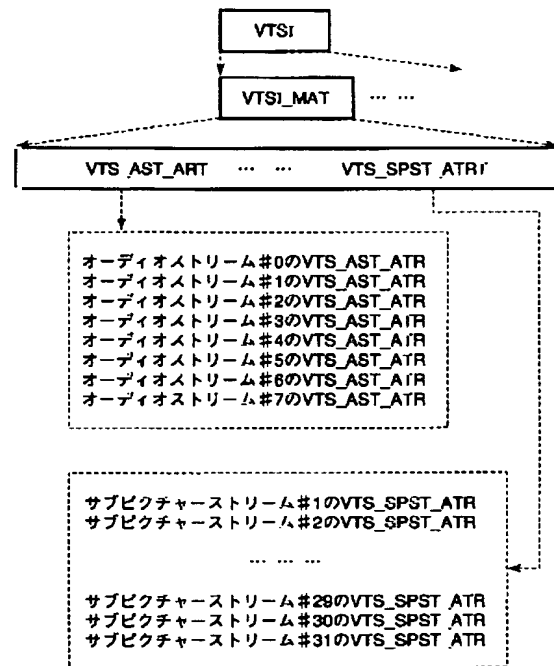 VTSI
VTSI_MAT … …
VTS_AST_ART … … VTS_SPST_ATRT
オーディオストリーム#0のVTS_AST_ATR
オーディオストリーム#1のVTS_AST_ATR
オーディオストリーム#2のVTS_AST_ATR
オーディオストリーム#3のVTS_AST_ATR
オーディオストリーム#4のVTS_AST_ATR
オーディオストリーム#5のVTS_AST_ATR
オーディオストリーム#6のVTS_AST_ATR
オーディオストリーム#7のVTS_AST_ATR
サブピクチャーストリーム#1のVTS_SPST_ATR
サブピクチャーストリーム#2のVTS_SPST_ATR
… … …
サブピクチャーストリーム#29のVTS_SPST_ATR
サブピクチャーストリーム#30のVTS_SPST_ATR
サブピクチャーストリーム#31のVTS_SPST_ATR